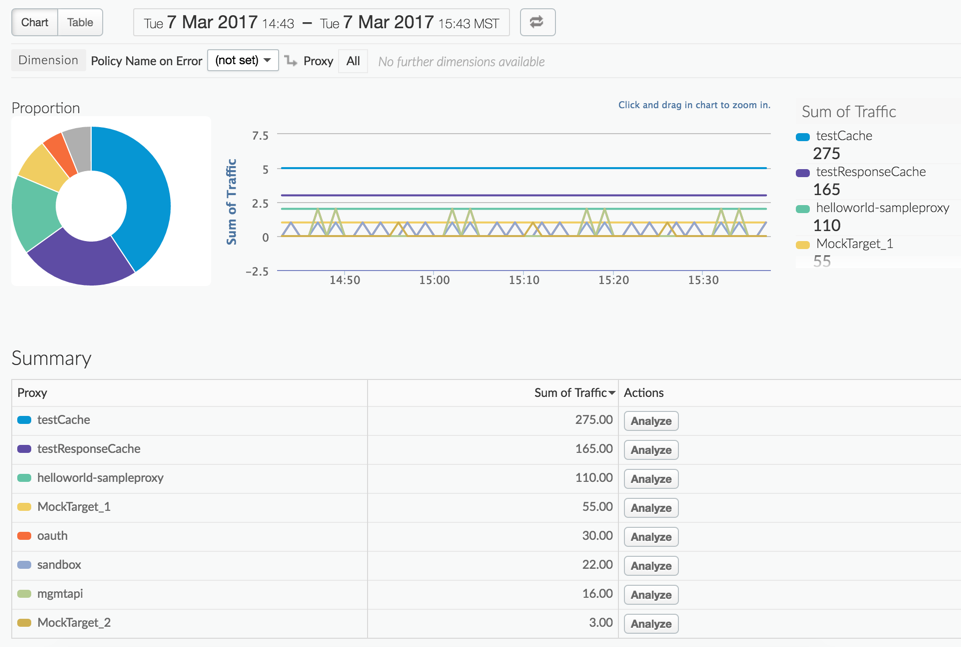 Chart Table Tue 7 Mar 2017 14:43 – Tue 7 Mar 2017 15:43 MST
Dimension Policy Name on Error (not set) Proxy All No further dimensions available
Proportion
Click and drag in chart to zoom in.
Sum of Traffic
7.5
5
2.5
0
−2.5
14:50 15:00 15:10 15:20 15:30
Sum of Traffic
testCache
275
testResponseCache
165
helloworld-sampleproxy
110
MockTarget_1
55
Summary
Proxy Sum of Traffic Actions
testCache 275.00 Analyze
testResponseCache 165.00 Analyze
helloworld-sampleproxy 110.00 Analyze
MockTarget_1 55.00 Analyze
oauth 30.00 Analyze
sandbox 22.00 Analyze
mgmtapi 16.00 Analyze
MockTarget_2 3.00 Analyze